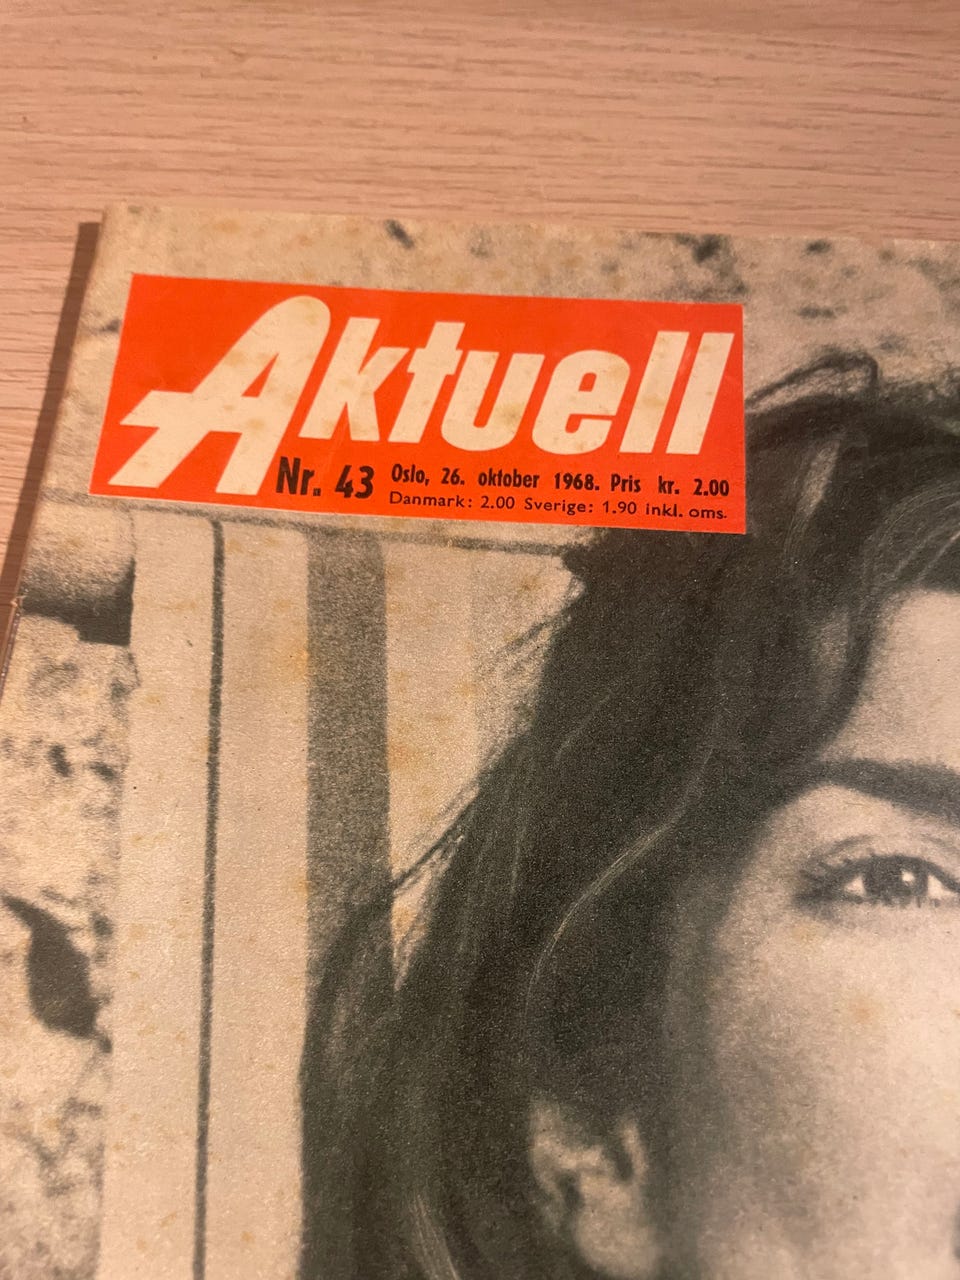 Aktuell
Nr. 43 Oslo, 26. oktober 1968. Pris kr. 2.00
Danmark: 2.00 Sverige: 1.90 inkl. oms.